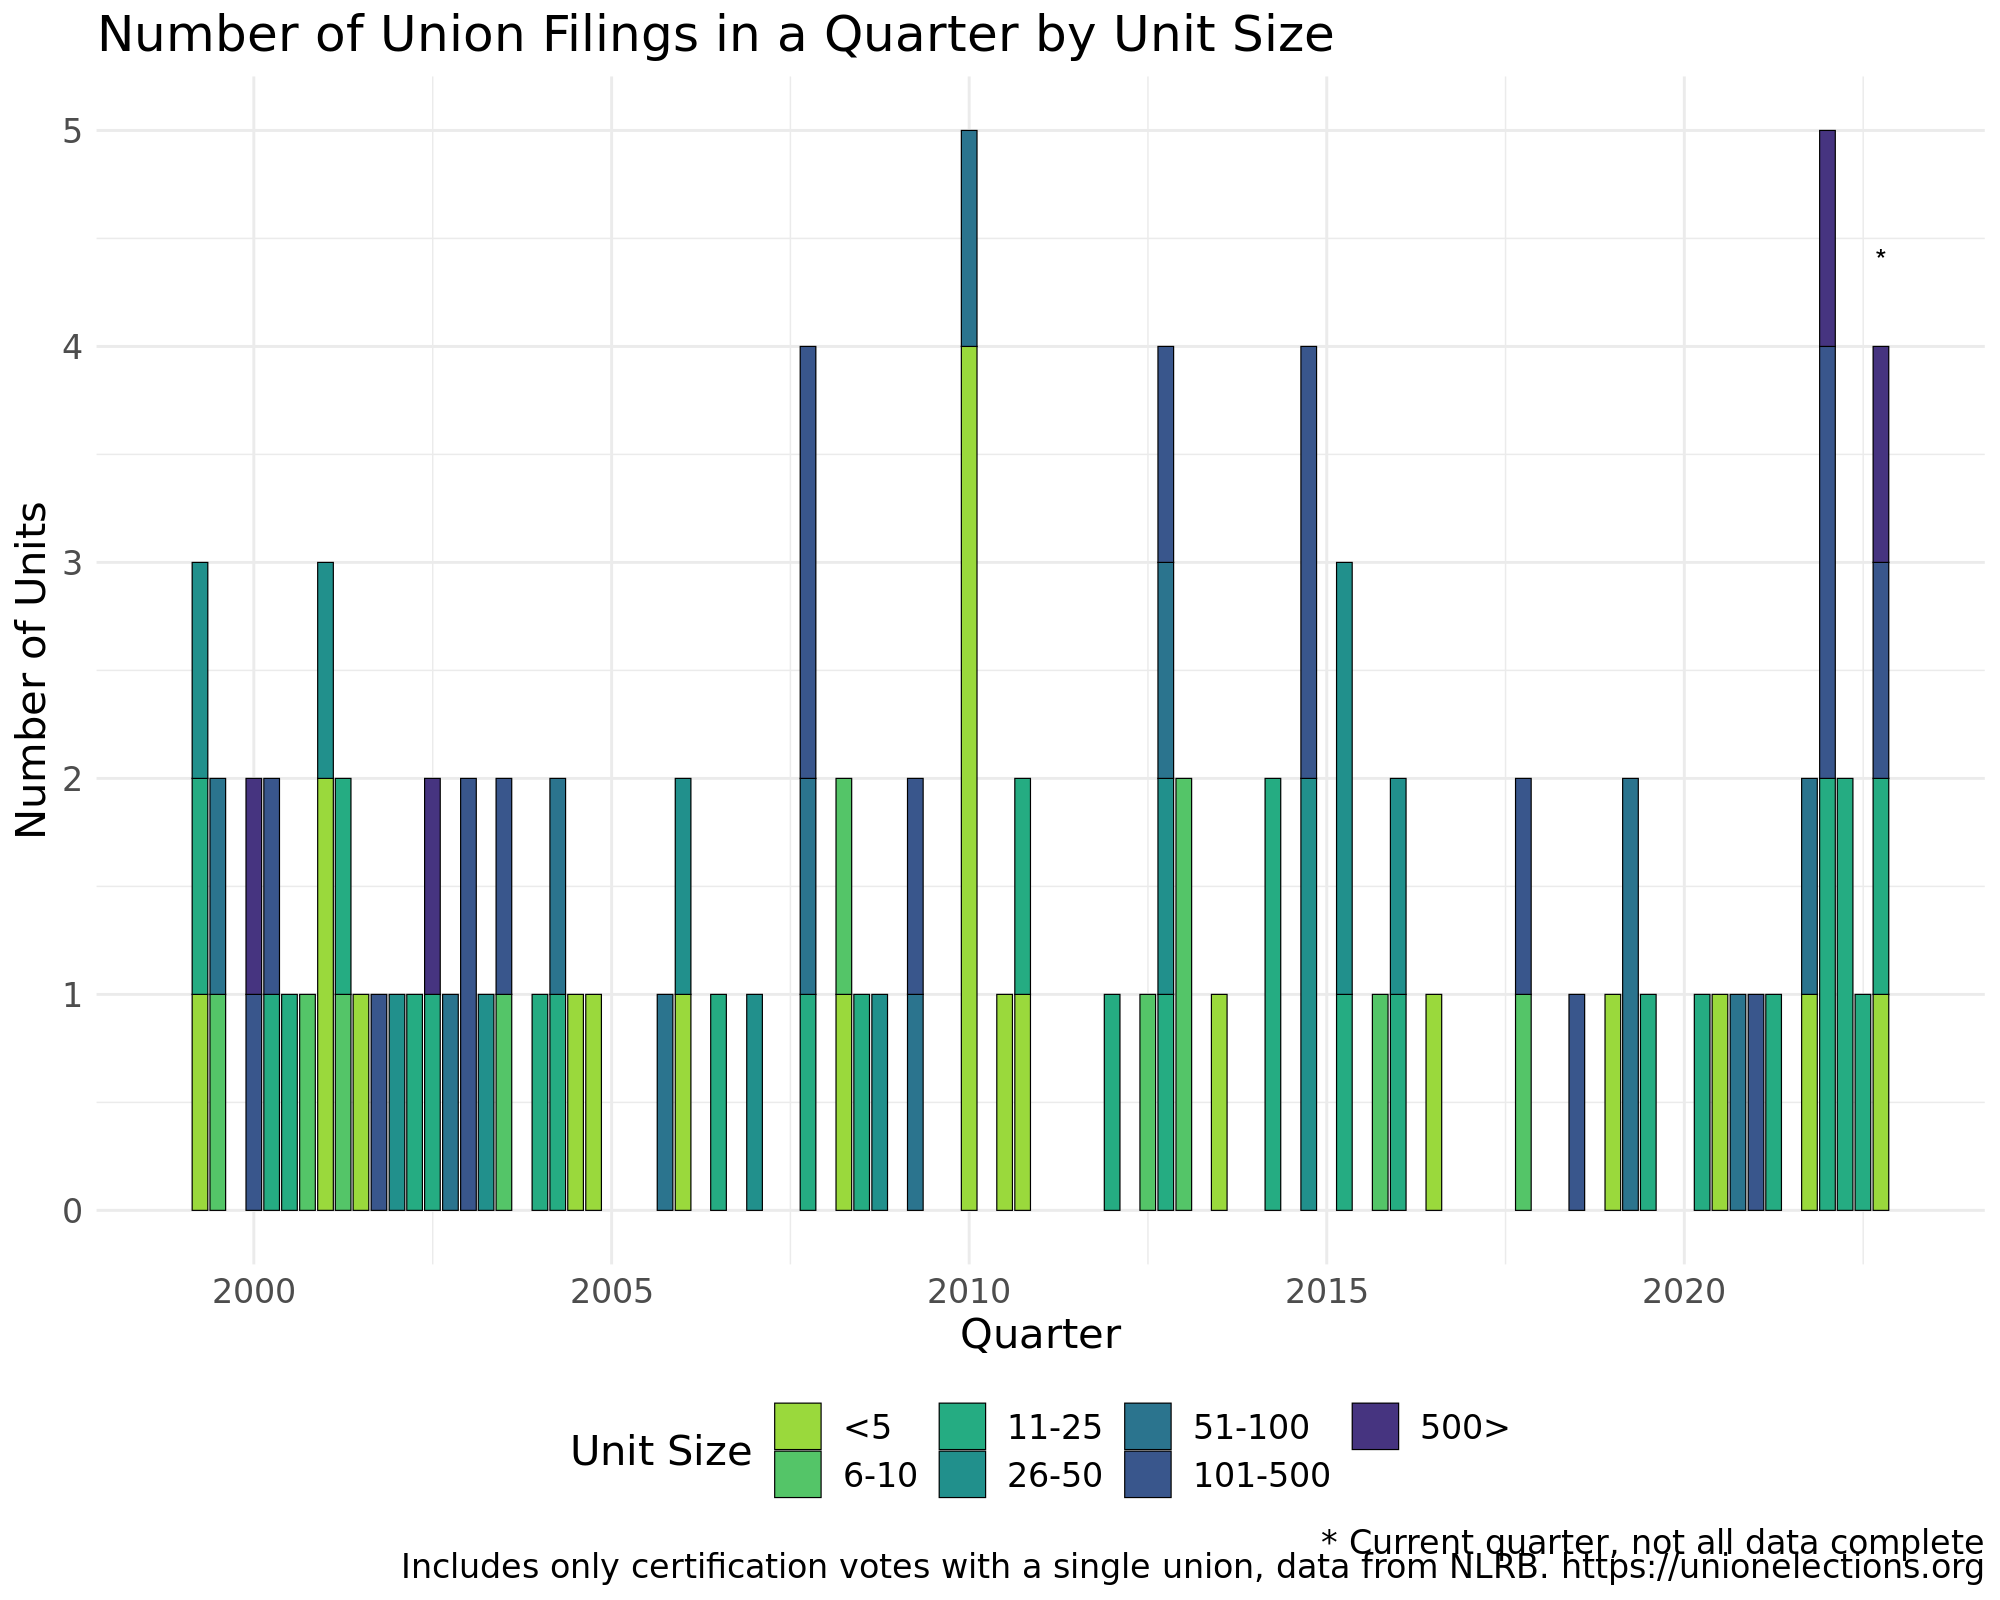 Number of Union Filings in a Quarter by Unit Size
Number of Units
5
4
3
2
1
0
*
2000 2005 2010 2015 2020
Quarter
Unit Size
<5 11-25 51-100 500>
6-10 26-50 101-500
* Current quarter, not all data complete
Includes only certification votes with a single union, data from NLRB. https://unionelections.org